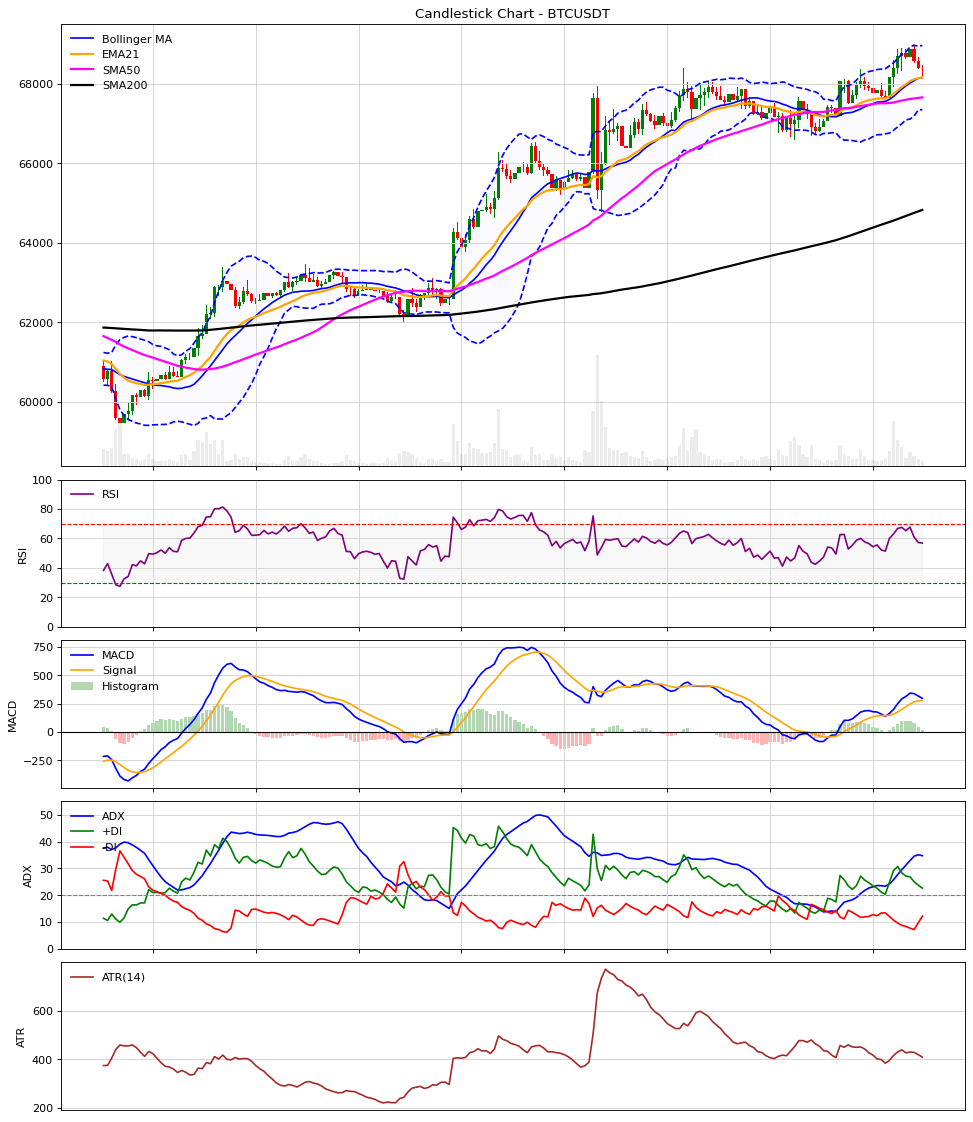 Candlestick Chart - BTCUSDT
Bollinger MA
EMA21
SMA50
SMA200
68000
66000
64000
62000
60000
100
80
60
40
20
0
RSI
RSI
750
500
250
0
−250
MACD
MACD
Signal
Histogram
50
40
30
20
10
0
ADX
ADX
+DI
-DI
600
400
200
ATR
ATR(14)